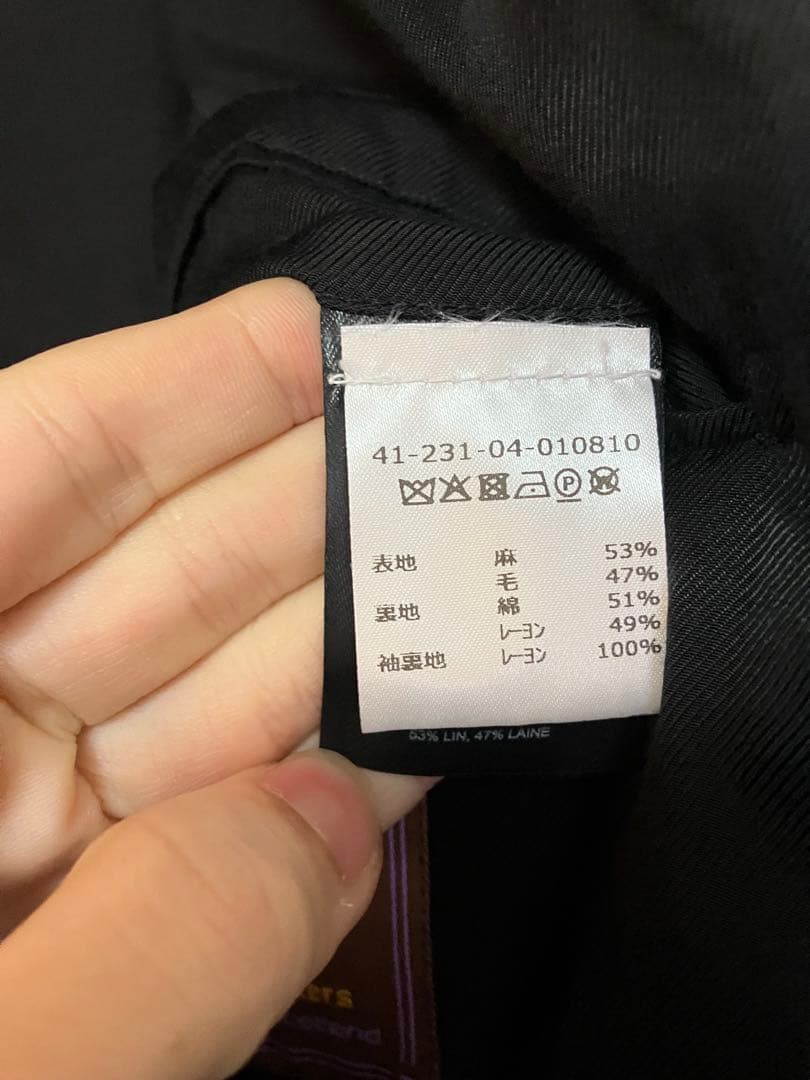 41-231-04-010810
表地 麻 53%
毛 47%
裏地 綿 51%
レーヨン 49%
袖裏地 レーヨン 100%
53% LIN, 47% LAINE